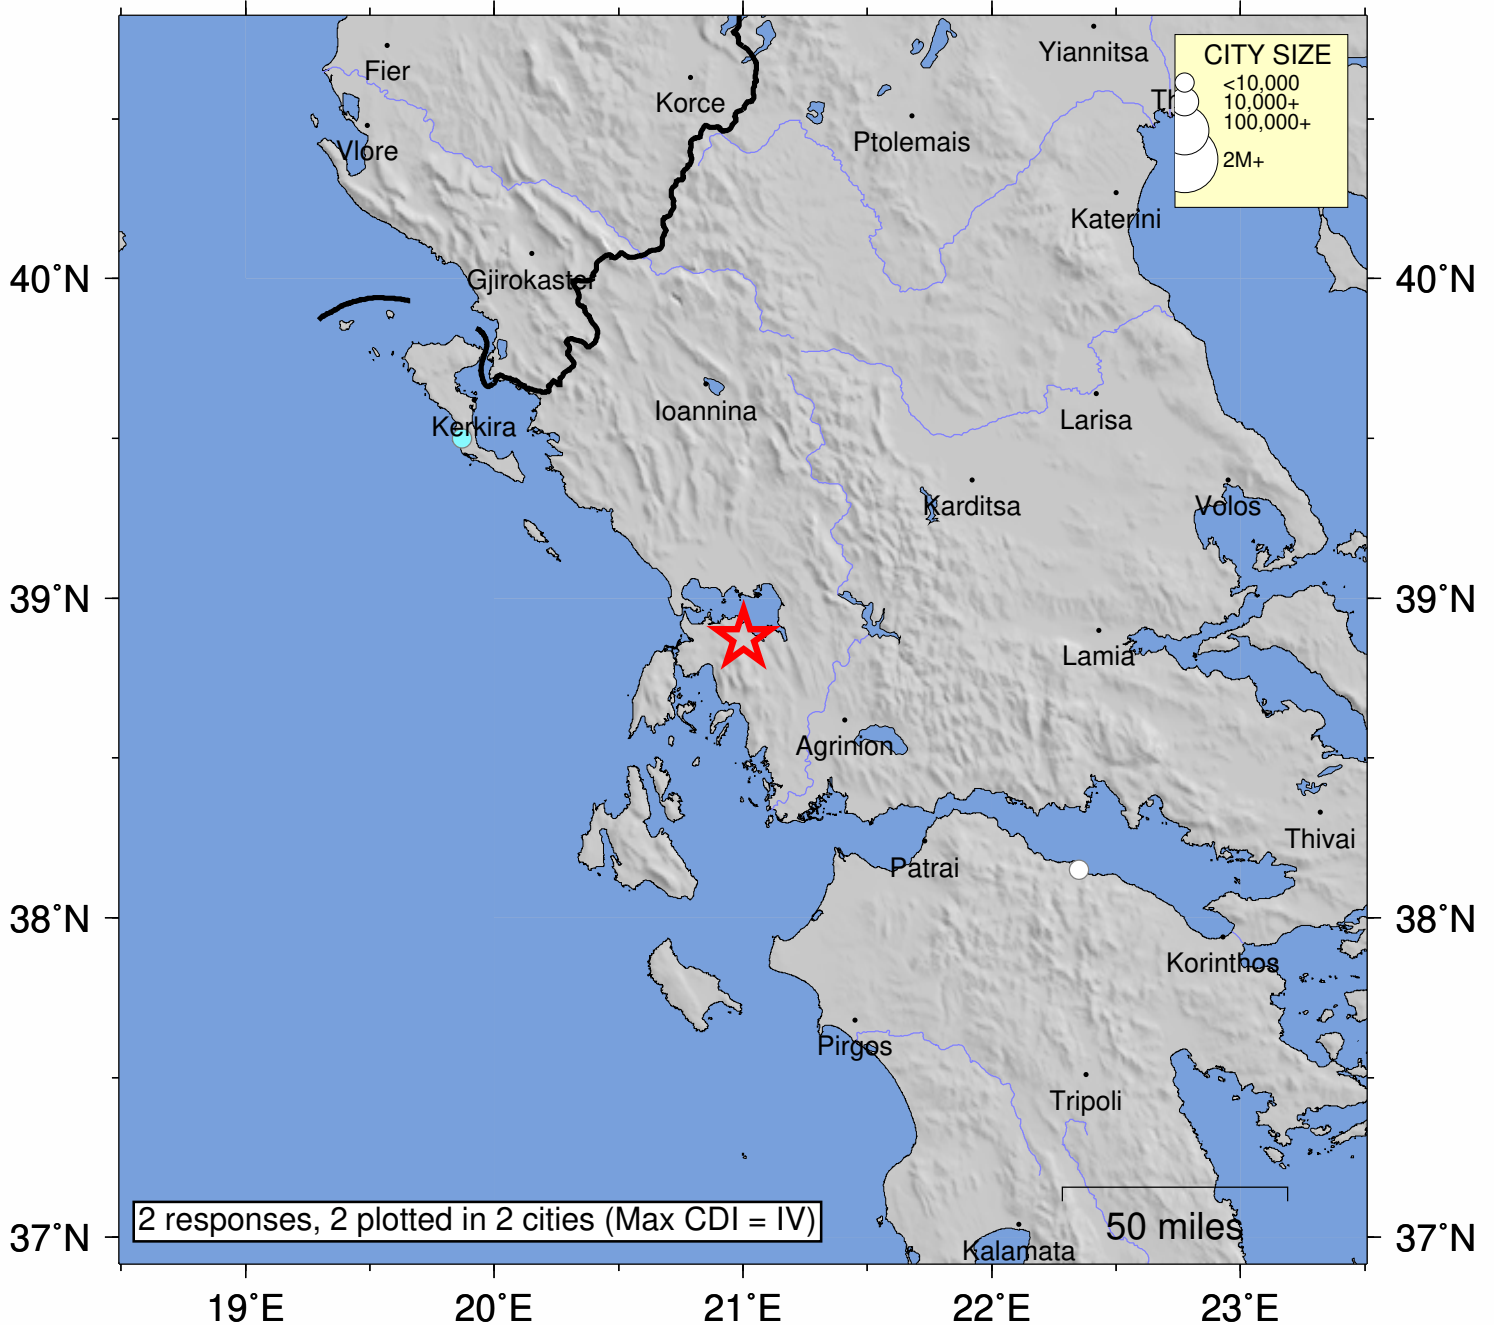 Yiannitsa
CITY SIZE
<10,000
10,000+
100,000+
2M+
Fier
Korce
Th
Ptolemais
Vlore
Katerini
40˚N
Gjirokaster
40˚N
Ioannina
Larisa
Kerkira
Karditsa
Volos
39˚N
39˚N
Lamia
Agrinion
Thivai
Patrai
38˚N
38˚N
Korinthos
Pirgos
Tripoli
2 responses, 2 plotted in 2 cities (Max CDI = IV)
50 miles
37˚N
Kalamata
37˚N
19˚E
20˚E
21˚E
22˚E
23˚E